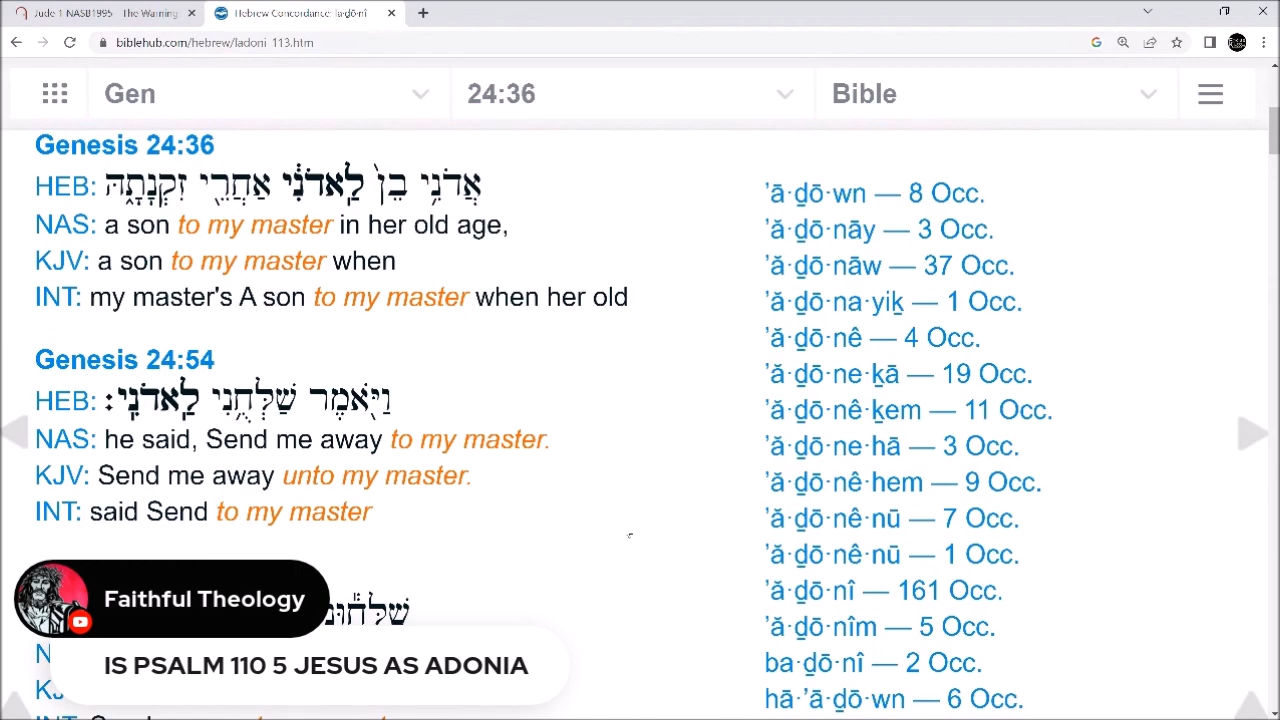 Jude 1 NASB1995 - The Warning
Hebrew Concordance: la·ḏō·nî
biblehub.com/hebrew/ladoni_113.htm
Gen
24:36
Bible
Genesis 24:36
HEB: אֲדֹנִ֥י בֵן֙ לַֽאדֹנִ֔י אַחֲרֵ֖י זִקְנָתָ֑הּ
NAS: a son to my master in her old age,
KJV: a son to my master when
INT: my master's A son to my master when her old
Genesis 24:54
HEB: וַיֹּ֖אמֶר שַׁלְּחֻ֥נִי לַֽאדֹנִֽי׃
NAS: he said, Send me away to my master.
KJV: Send me away unto my master.
INT: said Send to my master
Faithful Theology
IS PSALM 110 5 JESUS AS ADONIA
’ā·ḏō·wn — 8 Occ.
’ă·ḏō·nāy — 3 Occ.
’ă·ḏō·nāw — 37 Occ.
’ă·ḏō·na·yiḵ — 1 Occ.
’ă·ḏō·nê — 4 Occ.
’ă·ḏō·ne·ḵā — 19 Occ.
’ă·ḏō·nê·ḵem — 11 Occ.
’ă·ḏō·ne·hā — 3 Occ.
’ă·ḏō·nê·hem — 9 Occ.
’ă·ḏō·nê·nū — 7 Occ.
’ă·ḏō·nê·nū — 1 Occ.
’ă·ḏō·nî — 161 Occ.
’ă·ḏō·nîm — 5 Occ.
ba·ḏō·nî — 2 Occ.
hā·’ā·ḏō·wn — 6 Occ.